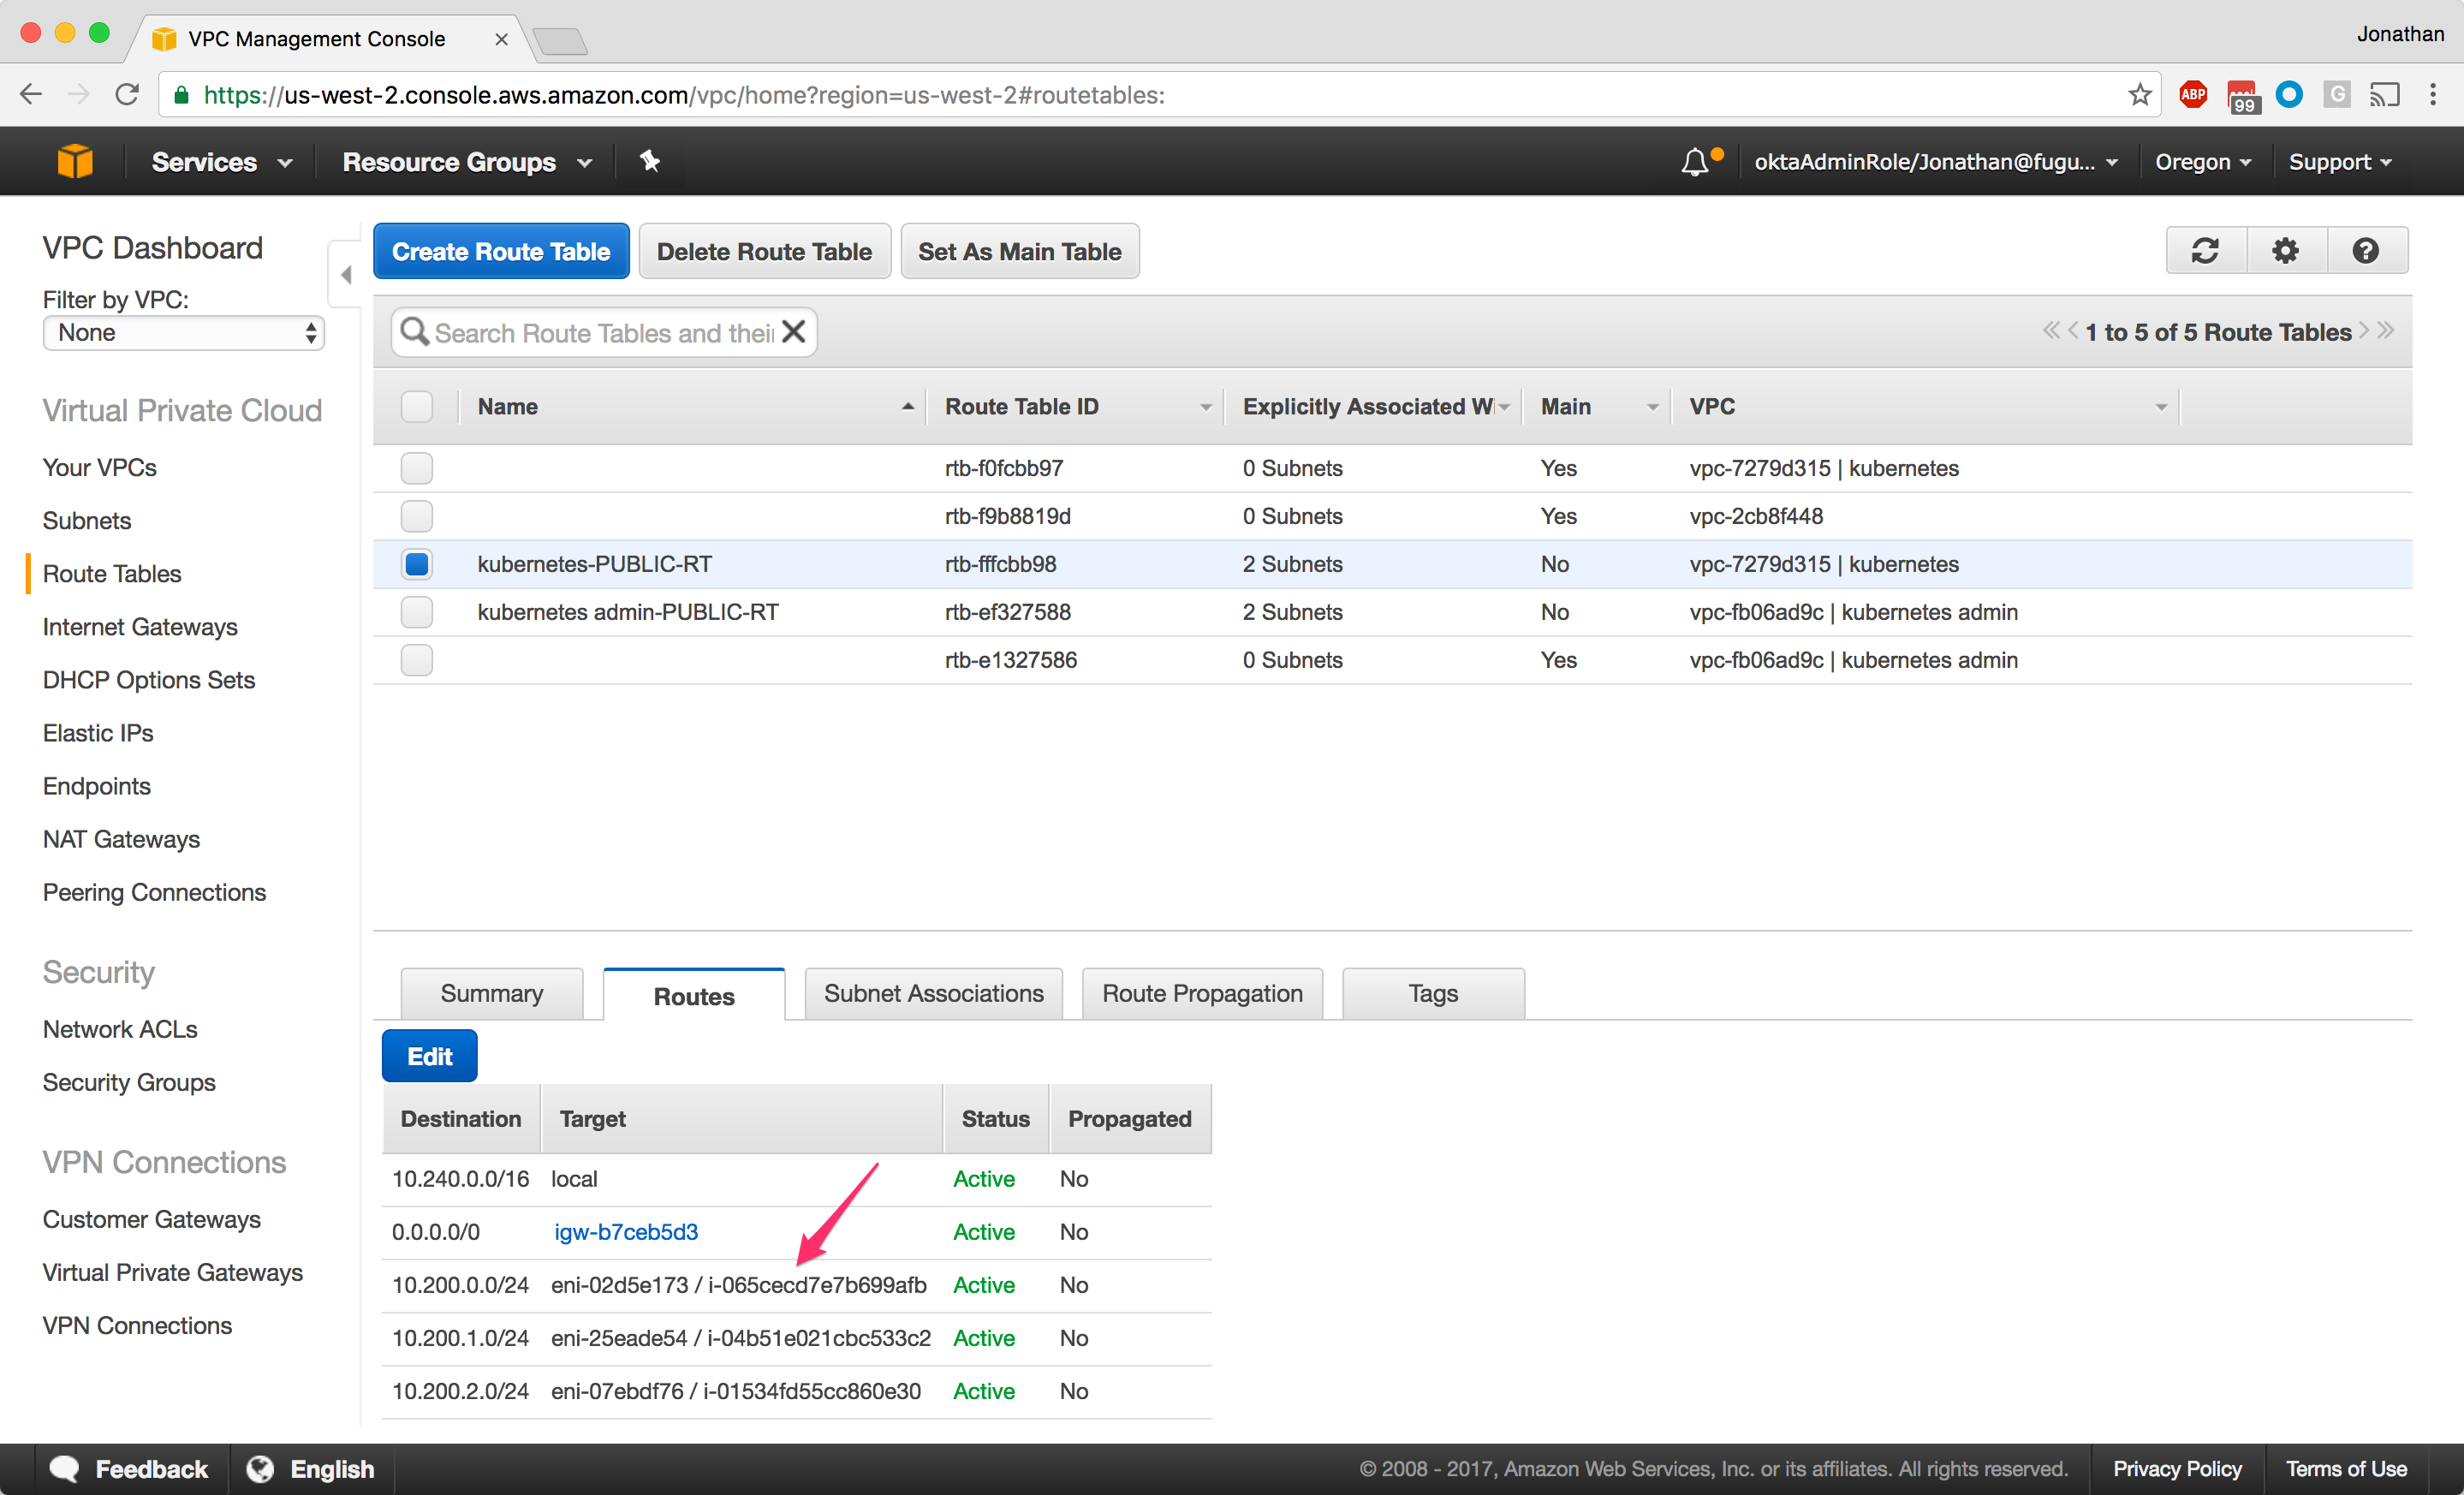 VPC Management Console
Jonathan
https://us-west-2.console.aws.amazon.com/vpc/home?region=us-west-2#routetables:
ABP
99
G
Services
Resource Groups
oktaAdminRole/Jonathan@fugu...
Oregon
Support
VPC Dashboard
Filter by VPC:
None
Virtual Private Cloud
Your VPCs
Subnets
Route Tables
Internet Gateways
DHCP Options Sets
Elastic IPs
Endpoints
NAT Gateways
Peering Connections
Security
Network ACLs
Security Groups
VPN Connections
Customer Gateways
Virtual Private Gateways
VPN Connections
Create Route Table Delete Route Table Set As Main Table
Search Route Tables and their
1 to 5 of 5 Route Tables
Name Route Table ID Explicitly Associated Wi Main VPC
rtb-f0fcbb97 0 Subnets Yes vpc-7279d315 | kubernetes
rtb-f9b8819d 0 Subnets Yes vpc-2cb8f448
kubernetes-PUBLIC-RT rtb-fffcbb98 2 Subnets No vpc-7279d315 | kubernetes
kubernetes admin-PUBLIC-RT rtb-ef327588 2 Subnets No vpc-fb06ad9c | kubernetes admin
rtb-e1327586 0 Subnets Yes vpc-fb06ad9c | kubernetes admin
Summary Routes Subnet Associations Route Propagation Tags
Edit
Destination Target Status Propagated
10.240.0.0/16 local Active No
0.0.0.0/0 igw-b7ceb5d3 Active No
10.200.0.0/24 eni-02d5e173 / i-065cecd7e7b699afb Active No
10.200.1.0/24 eni-25eade54 / i-04b51e021cbc533c2 Active No
10.200.2.0/24 eni-07ebdf76 / i-01534fd55cc860e30 Active No
Feedback
English
© 2008 - 2017, Amazon Web Services, Inc. or its affiliates. All rights reserved.
Privacy Policy
Terms of Use